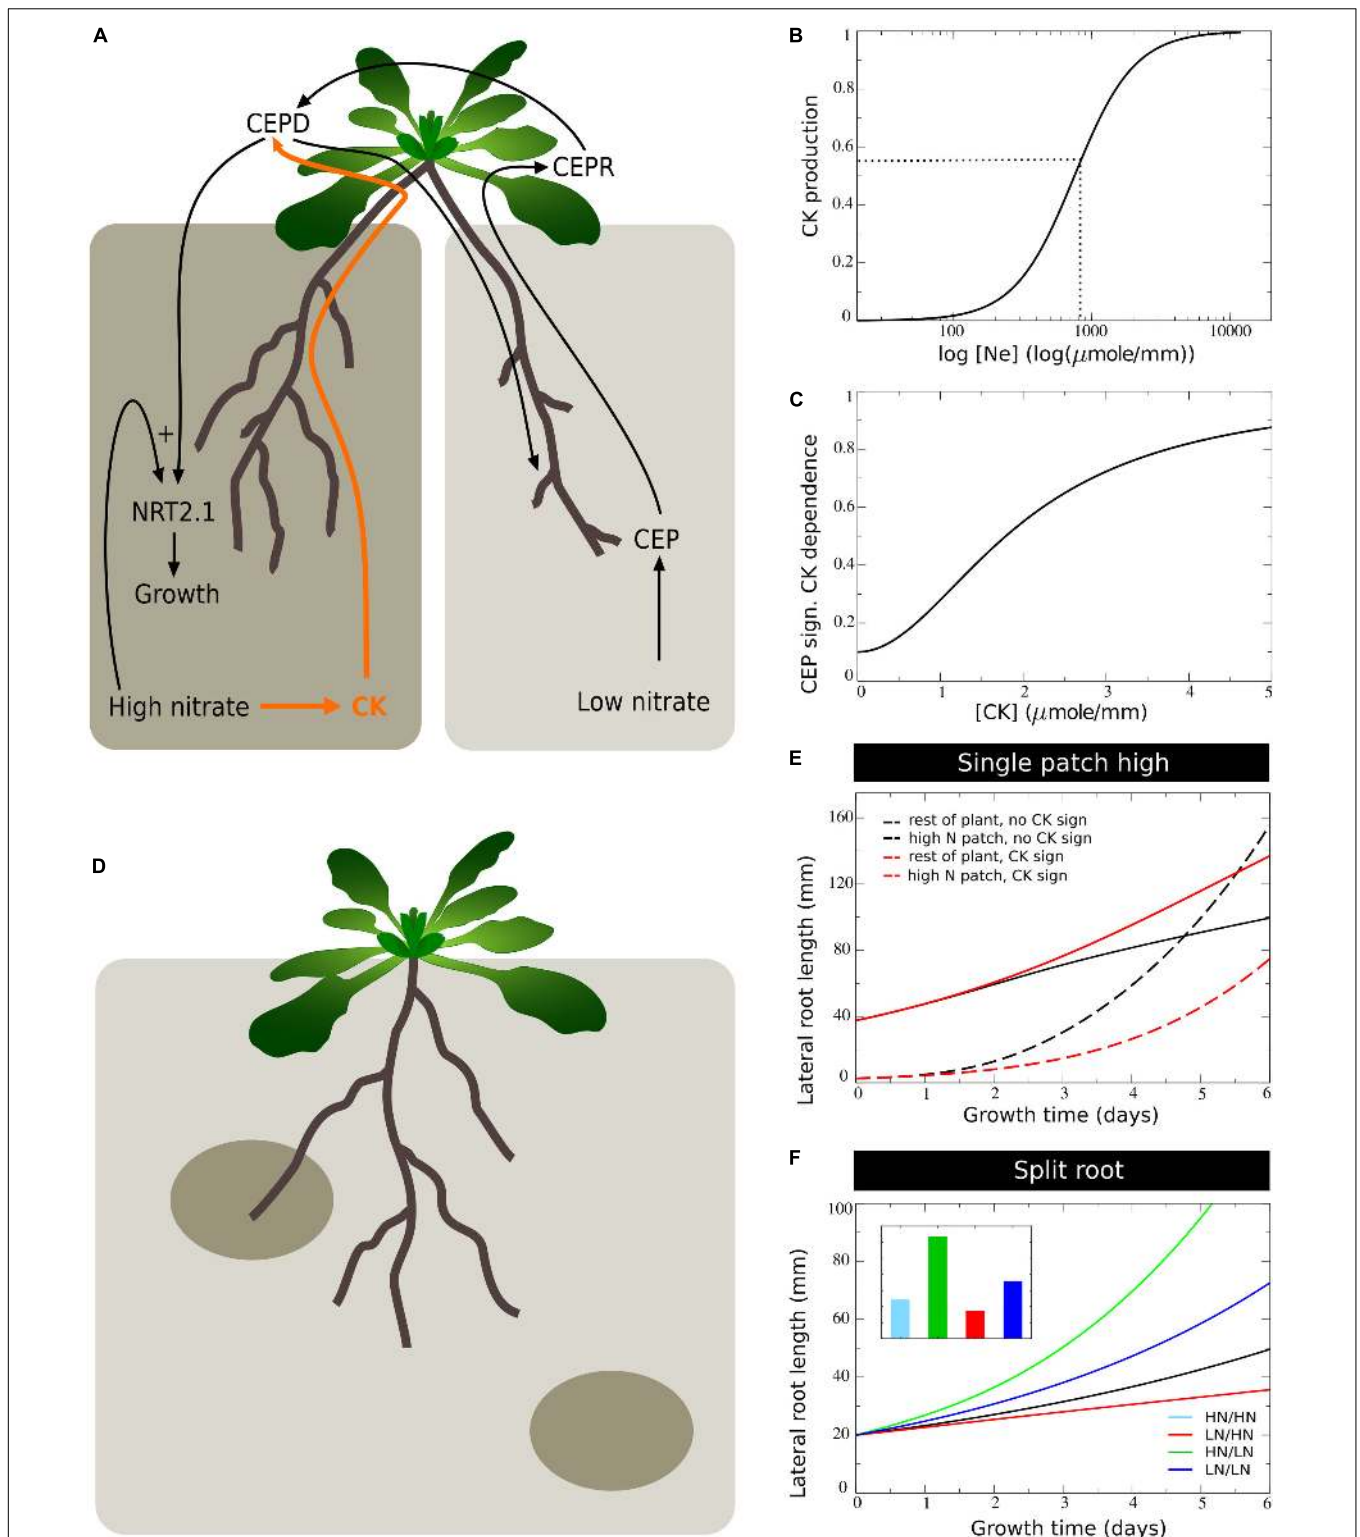 A
CEPD
CEPR
+
NRT2.1
Growth
CEP
High nitrate
CK
Low nitrate
B
CK production
1
0.8
0.6
0.4
0.2
0
100
1000
10000
log [Ne] (log(μmole/mm))
C
CEP sign. CK dependence
1
0.8
0.6
0.4
0.2
0
0 1 2 3 4 5
[CK] (μmole/mm)
D
E
Single patch high
Lateral root length (mm)
160
120
80
40
0
rest of plant, no CK sign
high N patch, no CK sign
rest of plant, CK sign
high N patch, CK sign
0 1 2 3 4 5 6
Growth time (days)
F
Split root
Lateral root length (mm)
100
80
60
40
20
0
HN/HN
LN/HN
HN/LN
LN/LN
0 1 2 3 4 5 6
Growth time (days)